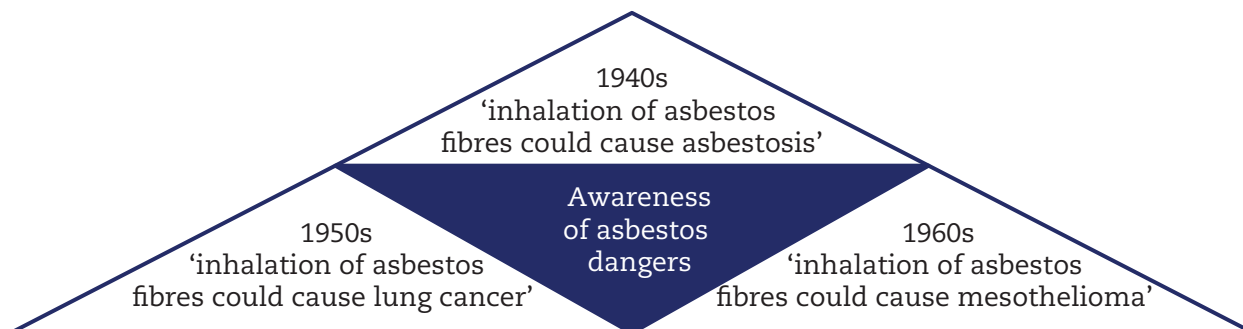 1940s
‘inhalation of asbestos
fibres could cause asbestosis’
Awareness
of asbestos
dangers
1950s
‘inhalation of asbestos
fibres could cause lung cancer’
1960s
‘inhalation of asbestos
fibres could cause mesothelioma’